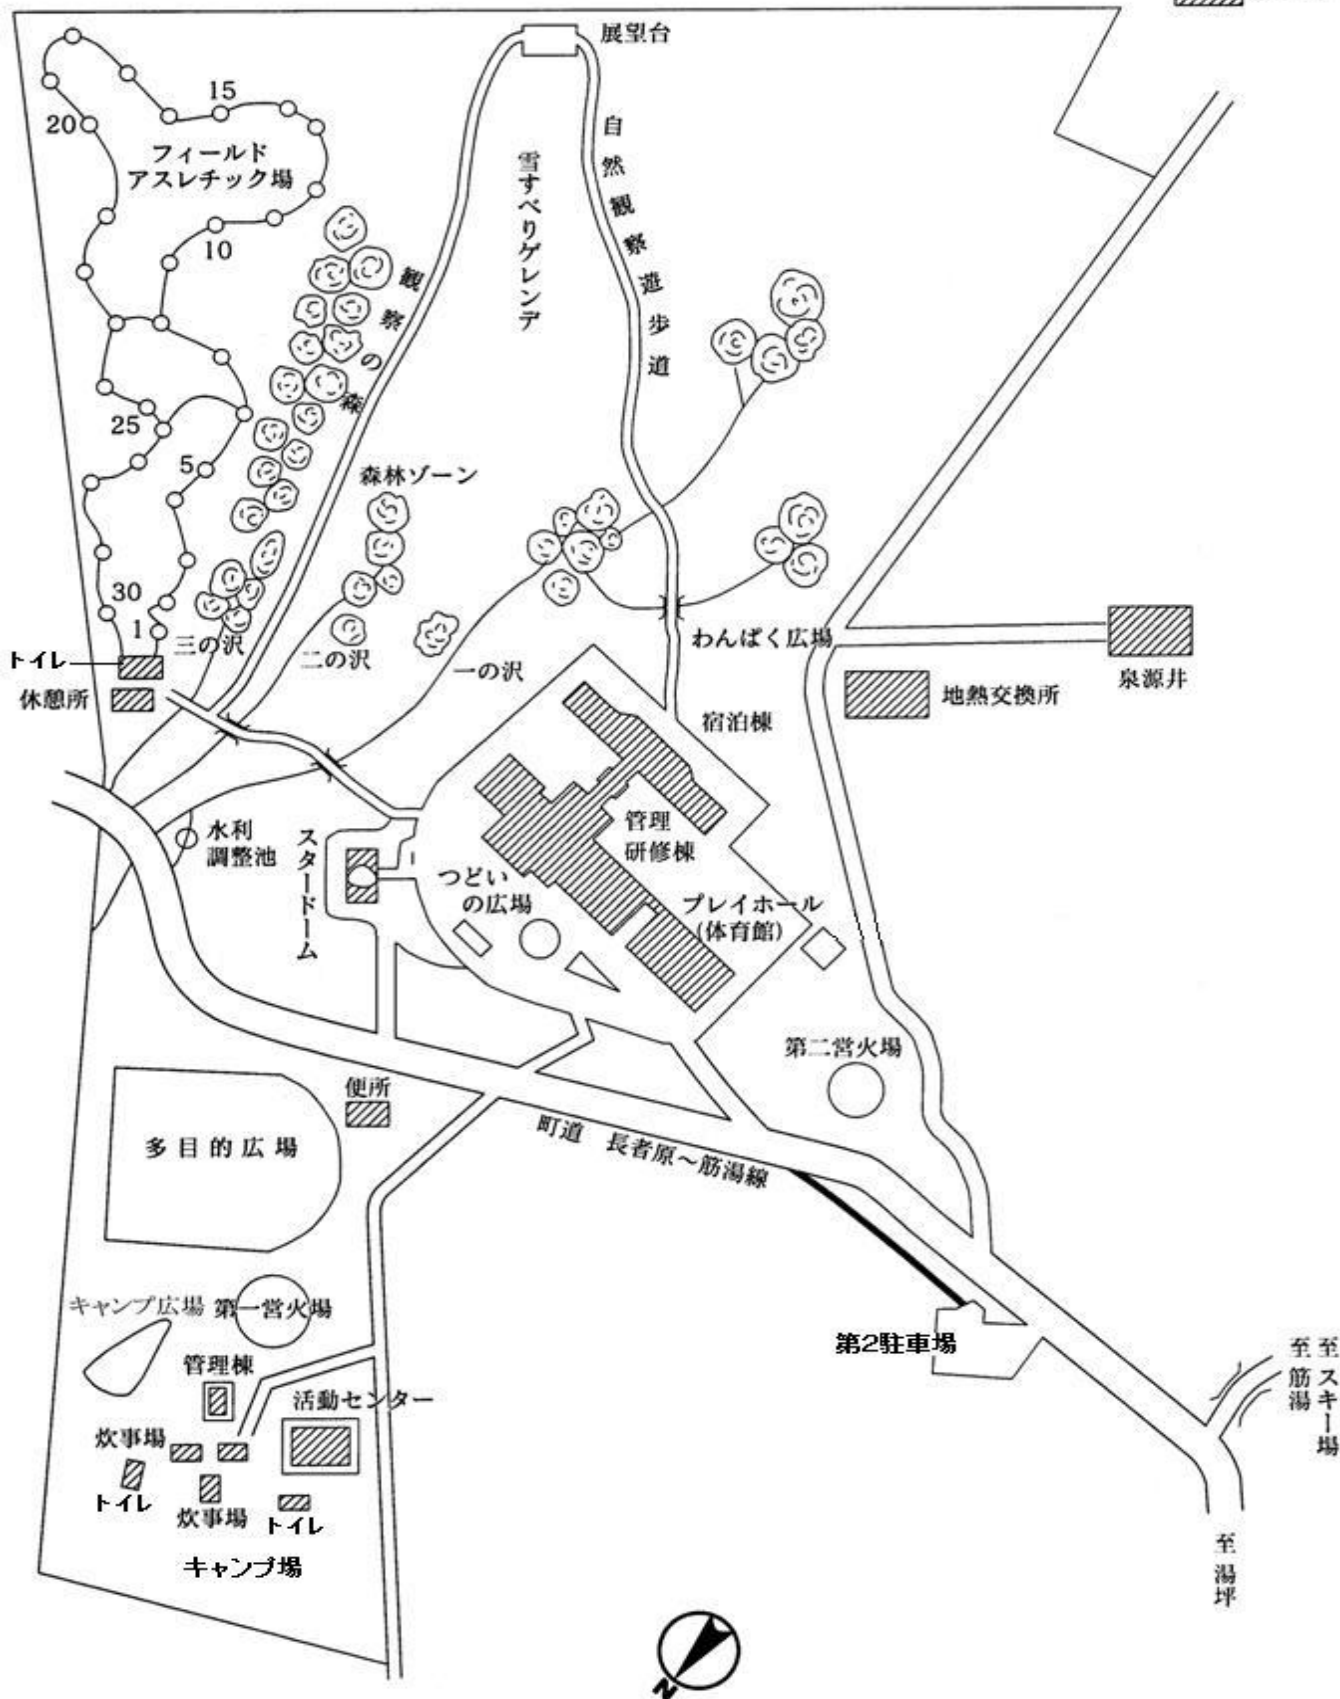 展望台
15
20
フィールド
アスレチック場
10
自然観察遊歩道
雪すべりゲレンデ
観察の森
25
5
森林ゾーン
30
1
三の沢
二の沢
一の沢
わんぱく広場
トイレ
休憩所
泉源井
地熱交換所
宿泊棟
水利
調整池
スタードーム
管理
研修棟
つどい
の広場
プレイホール
(体育館)
第二営火場
便所
多目的広場
町道 長者原~筋湯線
キャンプ広場
第一営火場
管理棟
活動センター
第2駐車場
至 スキー場
至 筋湯
炊事場
トイレ
炊事場
トイレ
キャンプ場
至 湯坪
N